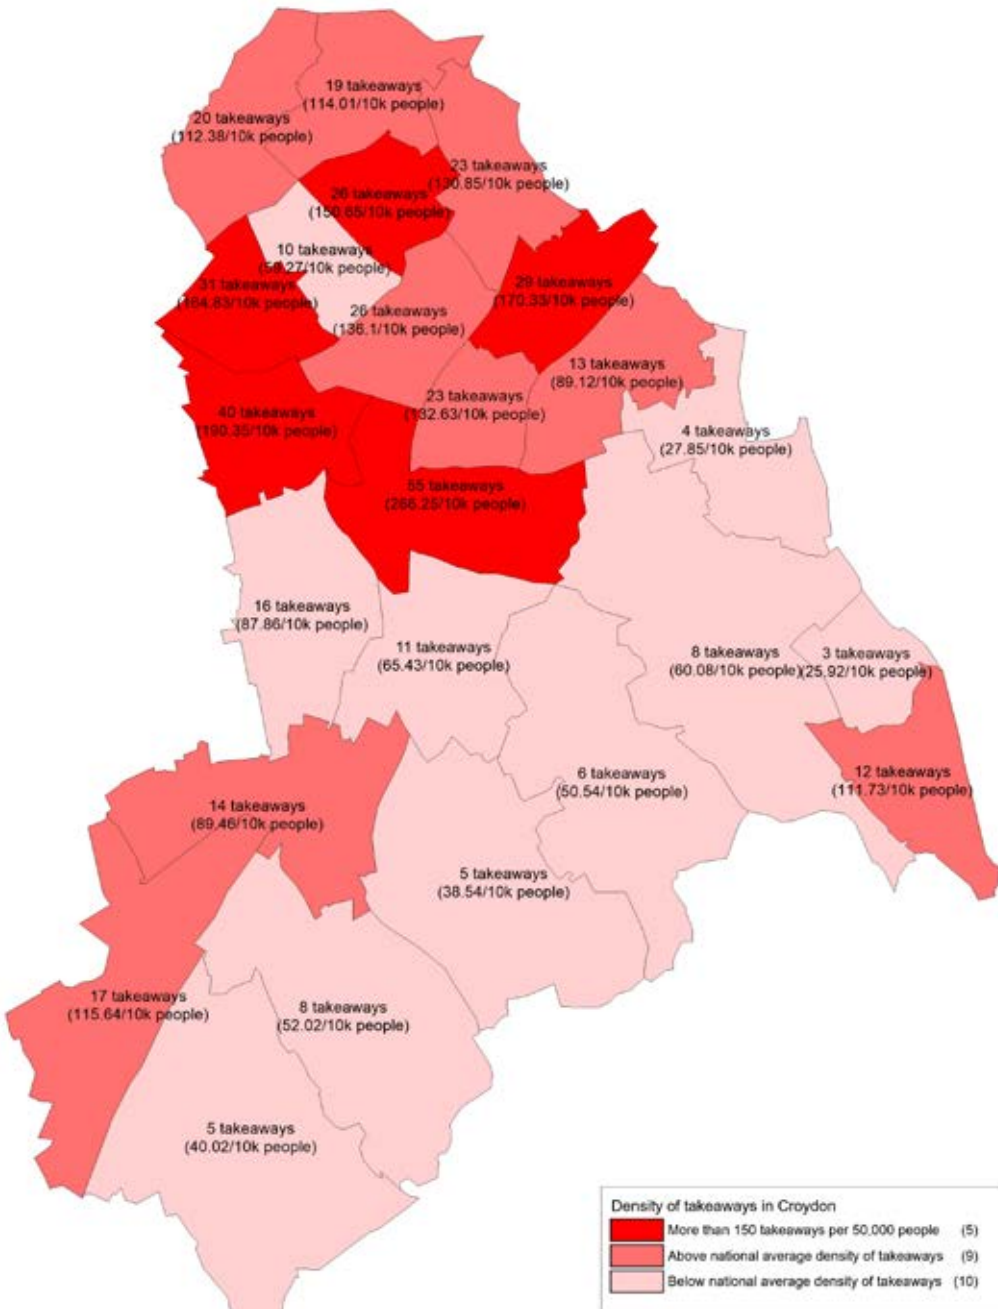 19 takeaways
(114.01/10k people)
20 takeaways
(112.38/10k people)
23 takeaways
(130.85/10k people)
26 takeaways
(150.65/10k people)
10 takeaways
(59.27/10k people)
31 takeaways
(164.83/10k people)
29 takeaways
(170.33/10k people)
26 takeaways
(136.1/10k people)
13 takeaways
(89.12/10k people)
23 takeaways
(132.63/10k people)
40 takeaways
(190.35/10k people)
4 takeaways
(27.85/10k people)
55 takeaways
(266.25/10k people)
16 takeaways
(87.86/10k people)
11 takeaways
(65.43/10k people)
8 takeaways
(60.08/10k people)
3 takeaways
(25.92/10k people)
6 takeaways
(50.54/10k people)
12 takeaways
(111.73/10k people)
14 takeaways
(89.46/10k people)
5 takeaways
(38.54/10k people)
17 takeaways
(115.64/10k people)
8 takeaways
(52.02/10k people)
5 takeaways
(40.02/10k people)
Density of takeaways in Croydon
More than 150 takeaways per 50,000 people (5)
Above national average density of takeaways (9)
Below national average density of takeaways (10)